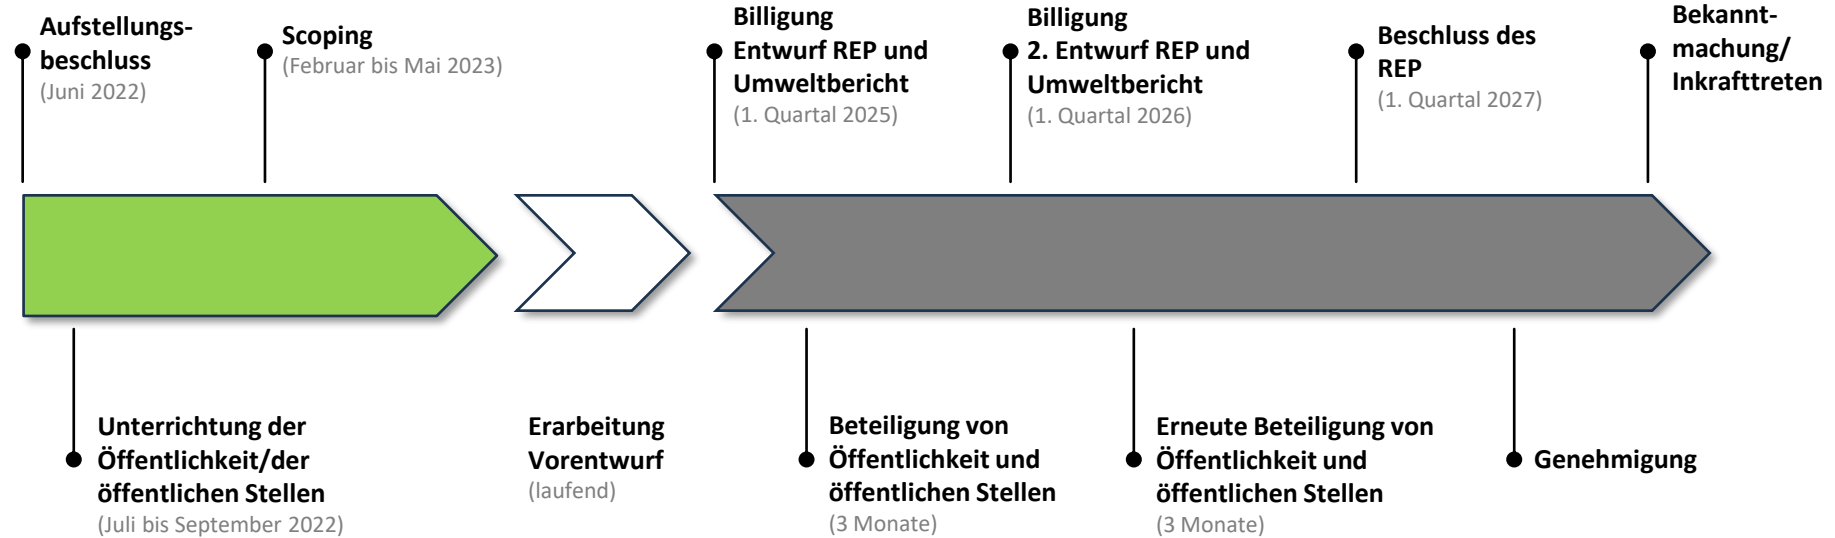 Aufstellungs-
beschluss
(Juni 2022)
Scoping
(Februar bis Mai 2023)
Billigung
Entwurf REP und
Umweltbericht
(1. Quartal 2025)
Billigung
2. Entwurf REP und
Umweltbericht
(1. Quartal 2026)
Beschluss des
REP
(1. Quartal 2027)
Bekannt-
machung/
Inkrafttreten
Unterrichtung der
Öffentlichkeit/der
öffentlichen Stellen
(Juli bis September 2022)
Erarbeitung
Vorentwurf
(laufend)
Beteiligung von
Öffentlichkeit und
öffentlichen Stellen
(3 Monate)
Erneute Beteiligung von
Öffentlichkeit und
öffentlichen Stellen
(3 Monate)
Genehmigung